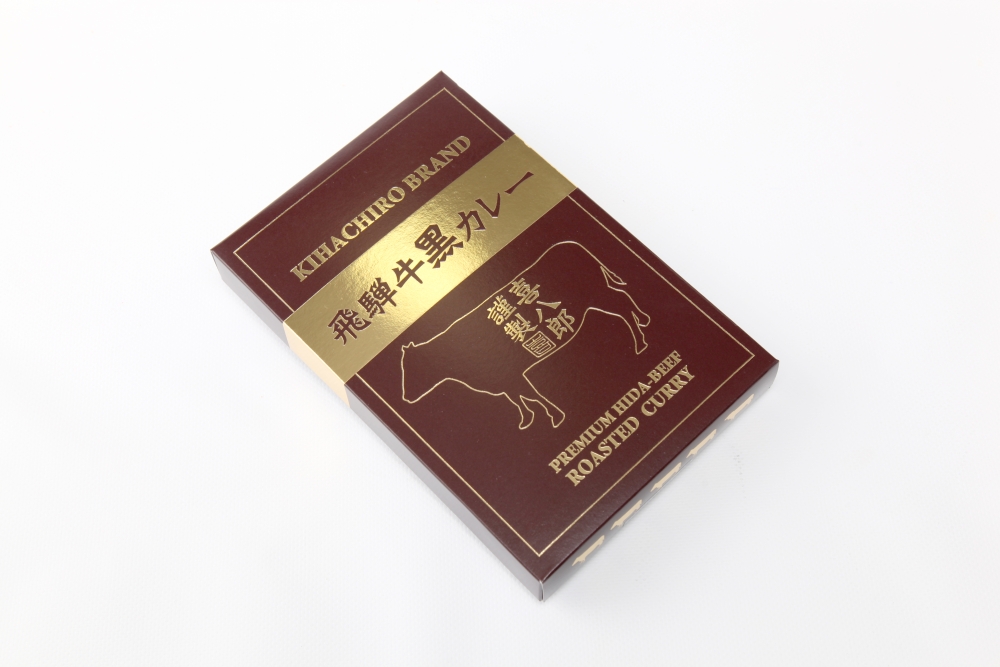 KIHACHIRO BRAND
飛騨牛黒カレー
喜八郎
謹製
PREMIUM HIDA-BEEF
ROASTED CURRY